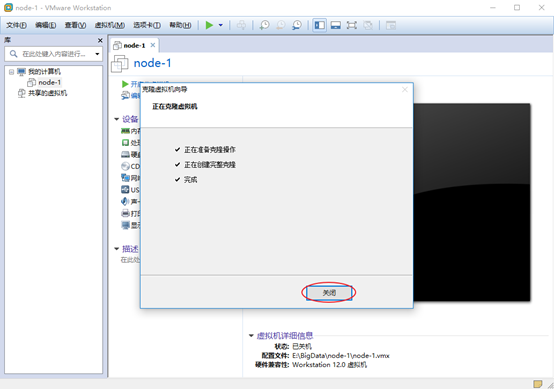 node-1 - VMware Workstation
文件(F) 编辑(E) 查看(V) 虚拟机(M) 选项卡(T) 帮助(H)
库
在此处键入内容进行...
我的计算机
node-1
共享的虚拟机
node-1
node-1
克隆虚拟机向导
正在克隆虚拟机
正在准备克隆操作
正在创建完整克隆
完成
关闭
设备
内存
处
硬盘
CD
网
US
声
打
显
描述
在此处
虚拟机详细信息
状态: 已关机
配置文件: E:\BigData\node-1\node-1.vmx
硬件兼容性: Workstation 12.0 虚拟机